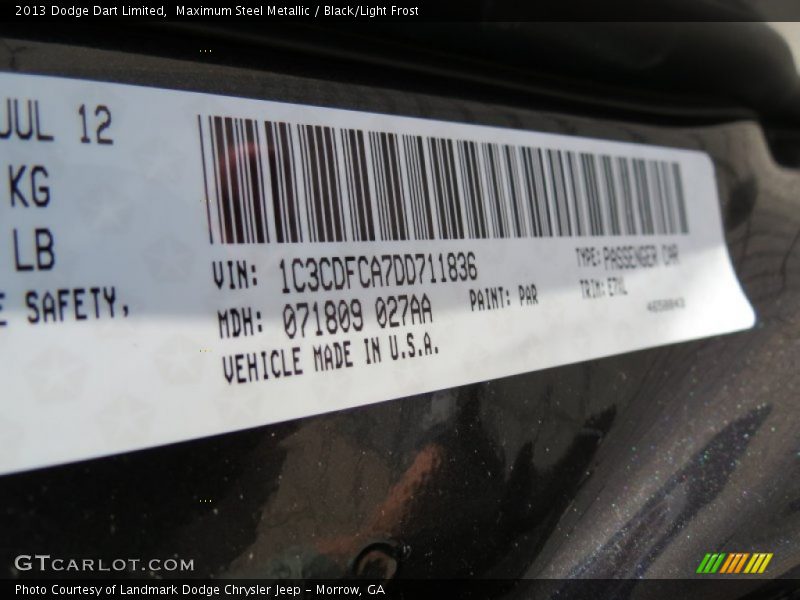 2013 Dodge Dart Limited, Maximum Steel Metallic / Black/Light Frost
JUL 12
KG
LB
E SAFETY,
VIN: 1C3CDFCA7DD711836
TYPE: PASSENGER CAR
MDH: 071809 027AA
PAINT: PAR
TRIM:
VEHICLE MADE IN U.S.A.
GTCARLOT.COM
Photo Courtesy of Landmark Dodge Chrysler Jeep - Morrow, GA